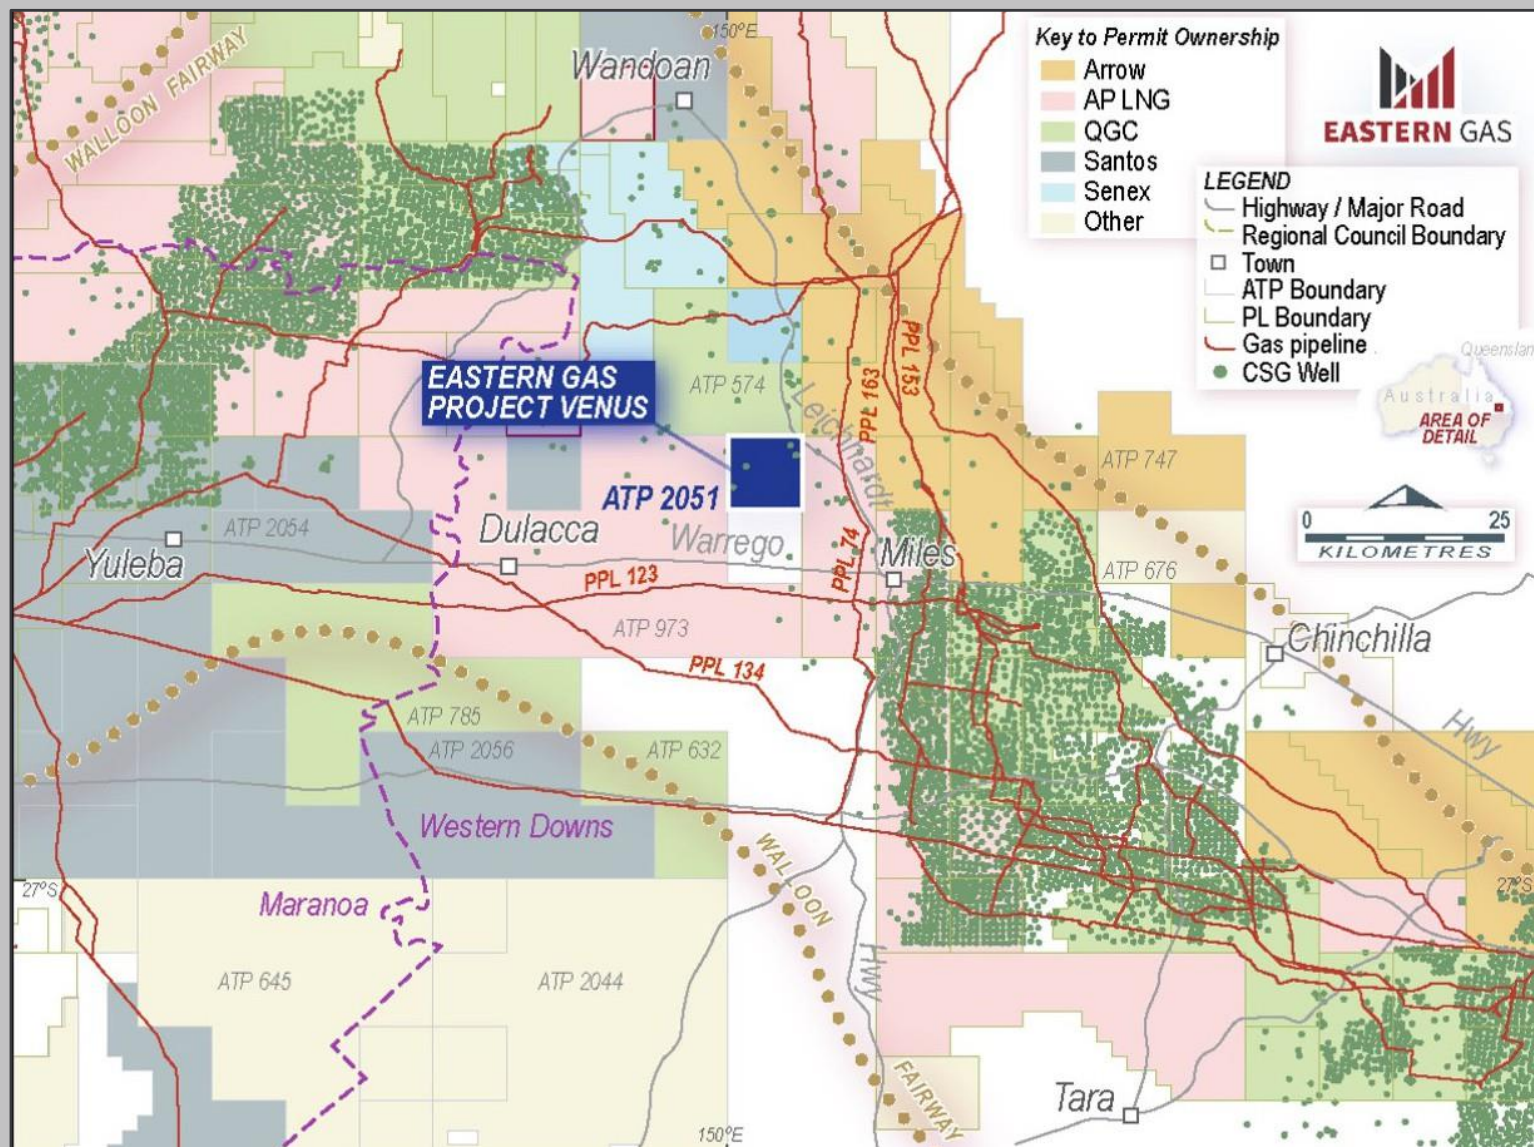 150°E
Wandoan
WALLOON FAIRWAY
Key to Permit Ownership
Arrow
AP LNG
QGC
Santos
Senex
Other
EASTERN GAS
LEGEND
Highway / Major Road
Regional Council Boundary
Town
ATP Boundary
PL Boundary
Gas pipeline
CSG Well
Australia
AREA OF
DETAIL
0 25
KILOMETRES
EASTERN GAS
PROJECT VENUS
ATP 574
PPL 163
PPL 153
Leichhardt
ATP 747
ATP 2051
ATP 2054
Yuleba
Dulacca
Warrego
PPL 74
Miles
ATP 676
PPL 123
ATP 973
PPL 134
Chinchilla
Hwy
ATP 785
ATP 2056
ATP 632
Western Downs
WALLOON
27°S
27°S
Maranoa
ATP 645
ATP 2044
Hwy
FAIRWAY
Tara
150°E